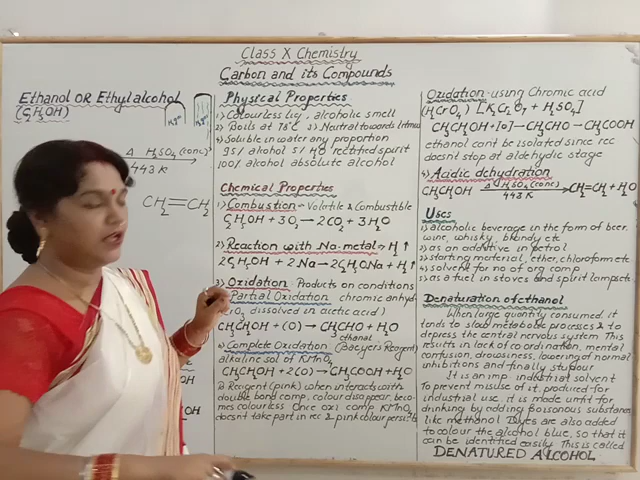 Class X Chemistry
Carbon and its Compounds
Ethanol OR Ethyl alcohol
(C₂H₅OH)
Δ H₂SO₄ (conc)
443 K
CH₂=CH₂
Physical Properties
1) Colourless liq, alcoholic smell
2) Boils at 78°C 3) Neutral towards litmus
4) Soluble in water any proportion
95% alkohol 5% H₂O rectified spirit
100% alcohol absolute alcohol
Chemical Properties
1) Combustion - Volatile & Combustible
C₂H₅OH + 3O₂ → 2CO₂ + 3H₂O
2) Reaction with Na-metal → H₂↑
2C₂H₅OH + 2Na → 2C₂H₅ONa + H₂↑
3) Oxidation Products on conditions
Partial Oxidation chromic anhyd-
dissolved in acetic acid)
CH₃CH₂OH + (O) → CH₃CHO + H₂O
ethanal
Complete Oxidation (Baeyers Reagent)
alkaline sol of KMnO₄
CH₃CH₂OH + 2(O) → CH₃COOH + H₂O
B Reagent (pink) when interacts with
double bond comp, colour disappear, beco-
mes colourless Once oxi comp KMnO₄
doesnt take part in rec & pink colour persists
Oxidation - using Chromic acid
(H₂CrO₄) [K₂Cr₂O₇ + H₂SO₄]
CH₃CH₂OH + [O] → CH₃CHO → CH₃COOH
ethanol cant be isolated since rec
doesnt stop at aldehydic stage
4) Acidic dehydration
CH₃CH₂OH Δ H₂SO₄ (conc) 443 K → CH₂=CH₂ + H₂O
Uses
1) alcoholic beverage in the form of beer,
wine, whisky, brandy etc
2) as an additive in petrol
3) starting material, ether, chloroform etc
4) solvent for no of org comp
5) as a fuel in stoves and spirit lamps etc
Denaturation of ethanol
When large quantity consumed, it
tends to slow metabolic processes & to
depress the central nervous system. This
results in lack of coordination, mental
confusion, drowsiness, lowering of normal
inhibitions and finally
It is an imp industrial solvent
To prevent misuse of it, produced for
industrial use, it is made unfit for
drinking by adding poisonous substance
like methanol Dyes are also added
to colour the alcohol blue, so that it
can be identified easily. This is called
DENATURED ALCOHOL